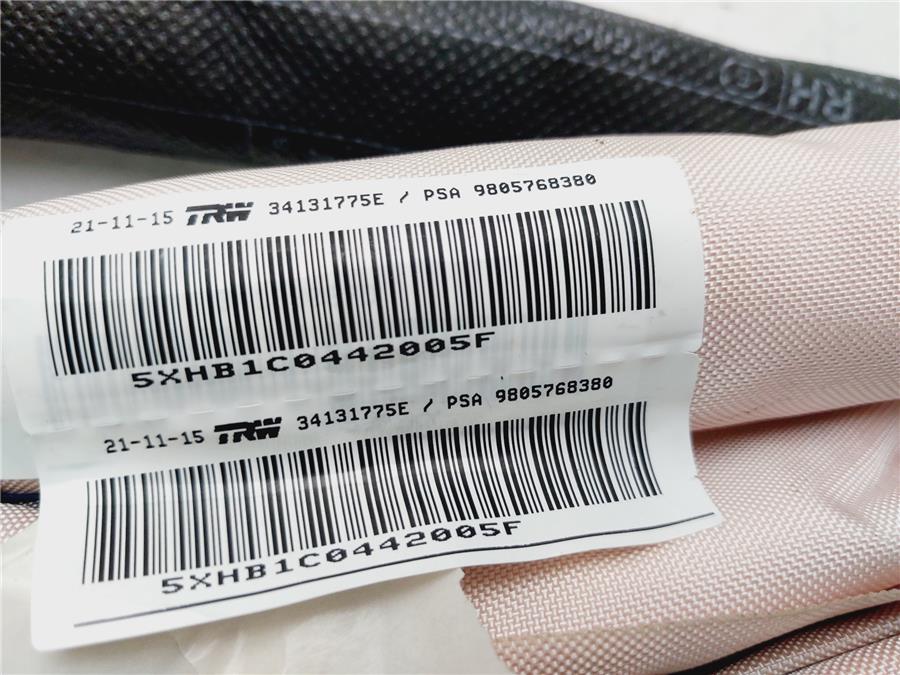 RH
21-11-15 TRW 34131775E / PSA 9805768380
5XHB1C0442005F
21-11-15 TRW 34131775E / PSA 9805768380
5XHB1C0442005F